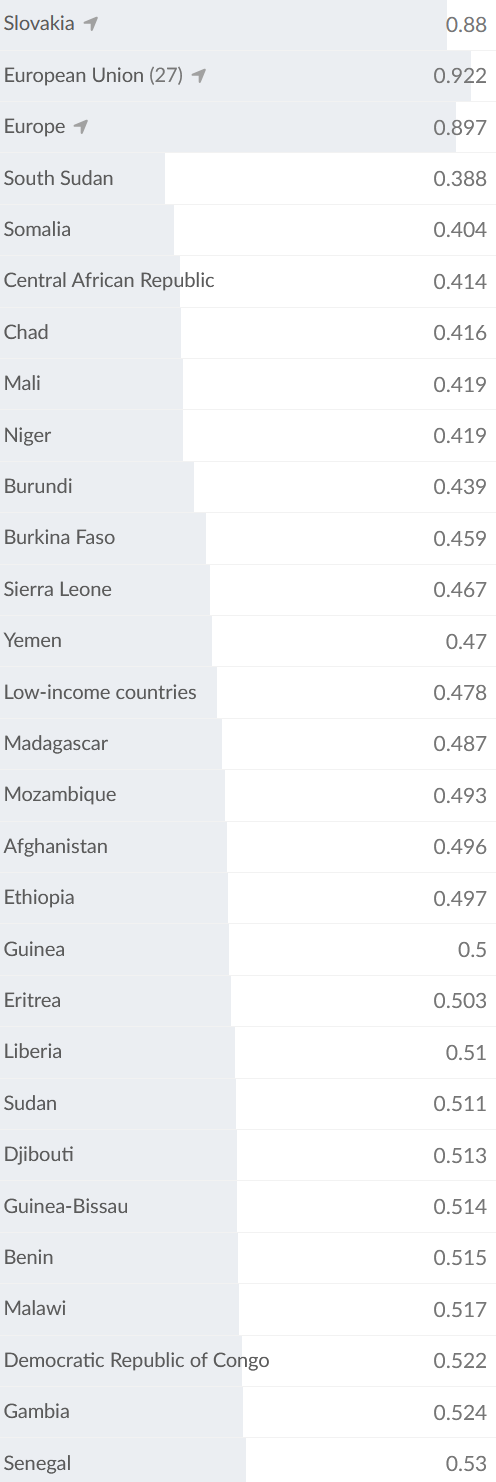 Slovakia 0.88
European Union (27) 0.922
Europe 0.897
South Sudan 0.388
Somalia 0.404
Central African Republic 0.414
Chad 0.416
Mali 0.419
Niger 0.419
Burundi 0.439
Burkina Faso 0.459
Sierra Leone 0.467
Yemen 0.47
Low-income countries 0.478
Madagascar 0.487
Mozambique 0.493
Afghanistan 0.496
Ethiopia 0.497
Guinea 0.5
Eritrea 0.503
Liberia 0.51
Sudan 0.511
Djibouti 0.513
Guinea-Bissau 0.514
Benin 0.515
Malawi 0.517
Democratic Republic of Congo 0.522
Gambia 0.524
Senegal 0.53